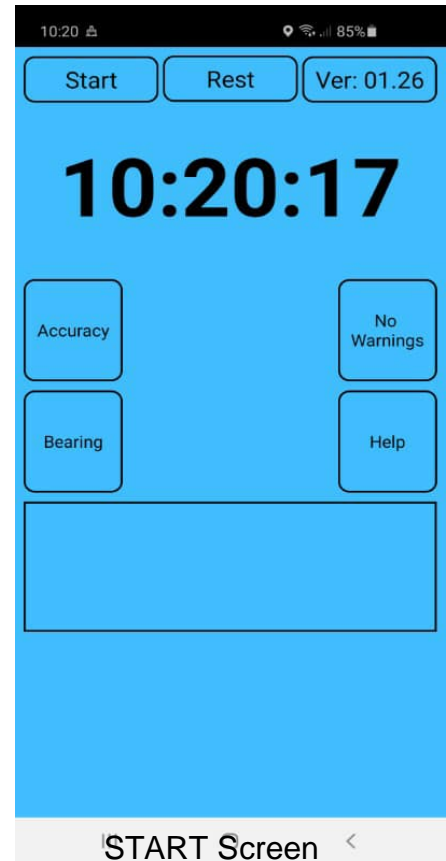 10:20 85%
Start Rest Ver: 01.26
10:20:17
Accuracy
No
Warnings
Bearing
Help
START Screen